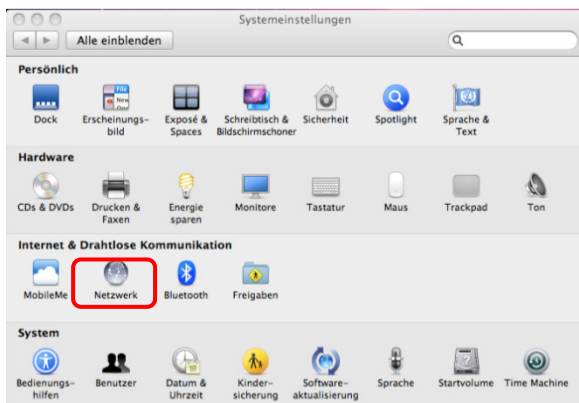 Systemeinstellungen
Alle einblenden
Persönlich
Dock
Erscheinungs-
bild
Exposé &
Spaces
Schreibtisch &
Bildschirmschoner
Sicherheit
Spotlight
Sprache &
Text
Hardware
CDs & DVDs
Drucken &
Faxen
Energie
sparen
Monitore
Tastatur
Maus
Trackpad
Ton
Internet & Drahtlose Kommunikation
MobileMe
Netzwerk
Bluetooth
Freigaben
System
Bedienungs-
hilfen
Benutzer
Datum &
Uhrzeit
Kinder-
sicherung
Software-
aktualisierung
Sprache
Startvolume
Time Machine